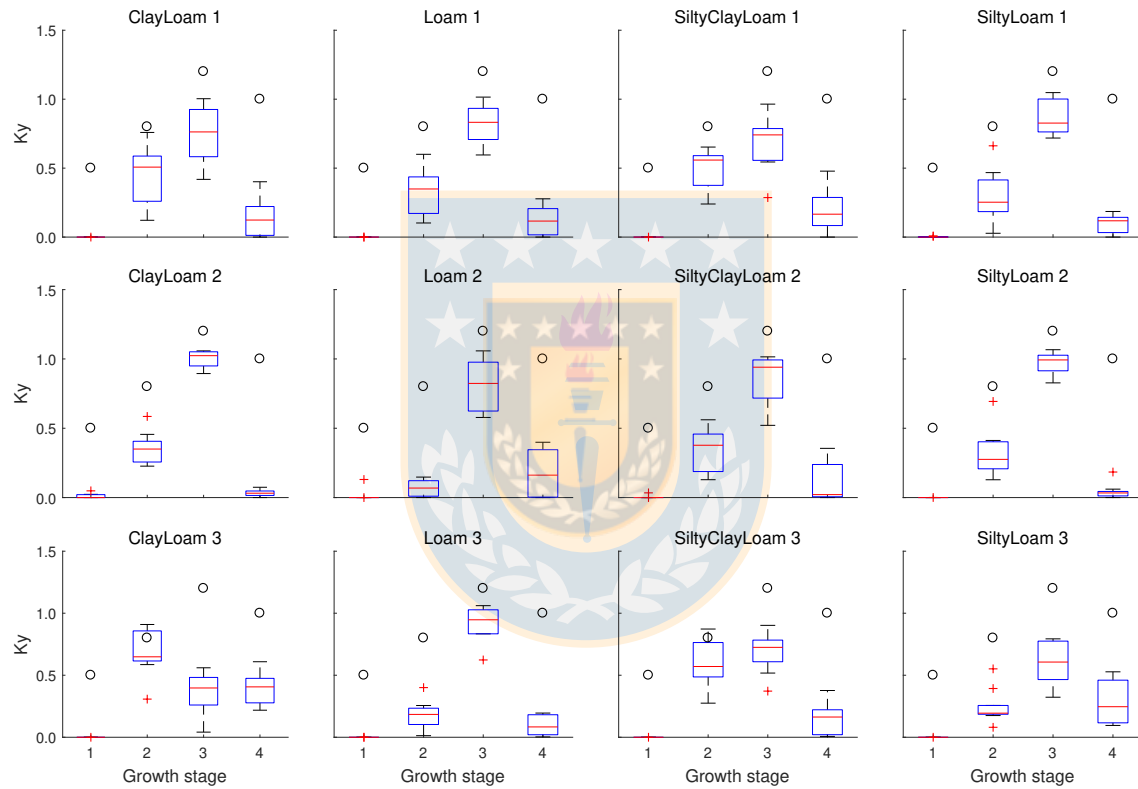 ClayLoam 1 Loam 1 SiltyClayLoam 1 SiltyLoam 1
1.5
1.0
Ky
0.5
0.0
ClayLoam 2 Loam 2 SiltyClayLoam 2 SiltyLoam 2
1.5
1.0
Ky
0.5
0.0
ClayLoam 3 Loam 3 SiltyClayLoam 3 SiltyLoam 3
1.5
1.0
Ky
0.5
0.0
1 2 3 4 1 2 3 4 1 2 3 4 1 2 3 4
Growth stage Growth stage Growth stage Growth stage